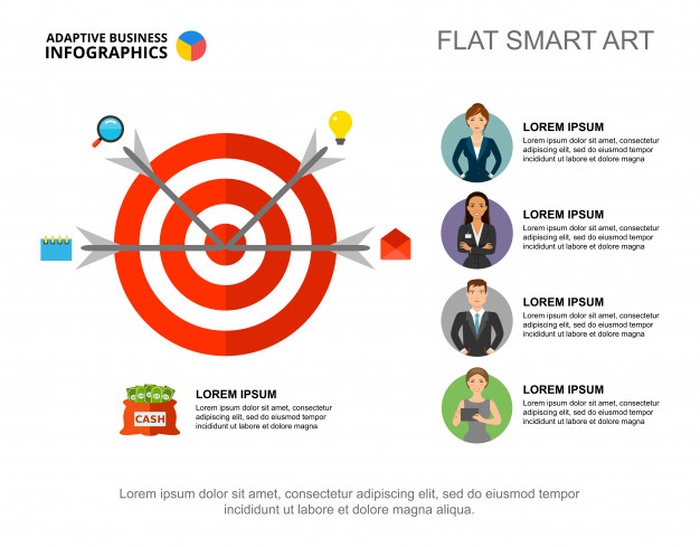 ADAPTIVE BUSINESS
INFOGRAPHICS
FLAT SMART ART
LOREM IPSUM
Lorem ipsum dolor sit amet, consectetur
adipiscing elit, sed do eiusmod tempor
incididunt ut labore et dolore magna
LOREM IPSUM
Lorem ipsum dolor sit amet, consectetur
adipiscing elit, sed do eiusmod tempor
incididunt ut labore et dolore magna
LOREM IPSUM
Lorem ipsum dolor sit amet, consectetur
adipiscing elit, sed do eiusmod tempor
incididunt ut labore et dolore magna
LOREM IPSUM
Lorem ipsum dolor sit amet, consectetur
adipiscing elit, sed do eiusmod tempor
incididunt ut labore et dolore magna
CASH
LOREM IPSUM
Lorem ipsum dolor sit amet, consectetur
adipiscing elit, sed do eiusmod tempor
incididunt ut labore et dolore magna
Lorem ipsum dolor sit amet, consectetur adipiscing elit, sed do eiusmod tempor
incididunt ut labore et dolore magna aliqua.